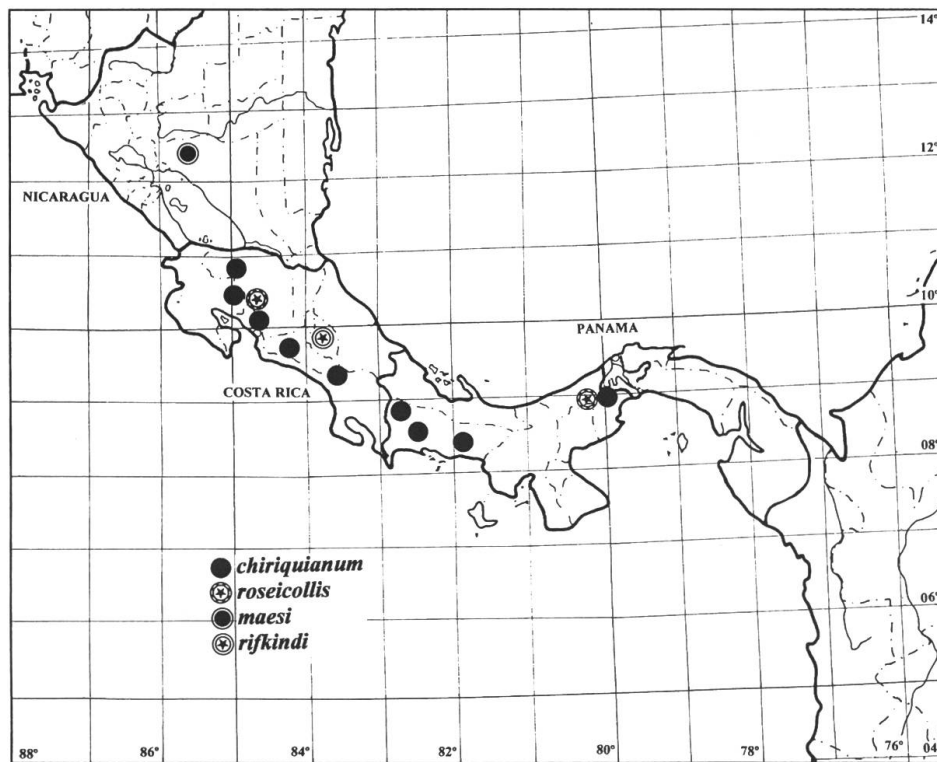 14°
12°
NICARAGUA
10°
PANAMA
COSTA RICA
08°
chiriquianum
roseicollis
maesi
rifkindi
06°
88° 86° 84° 82° 80° 78° 76° 04°